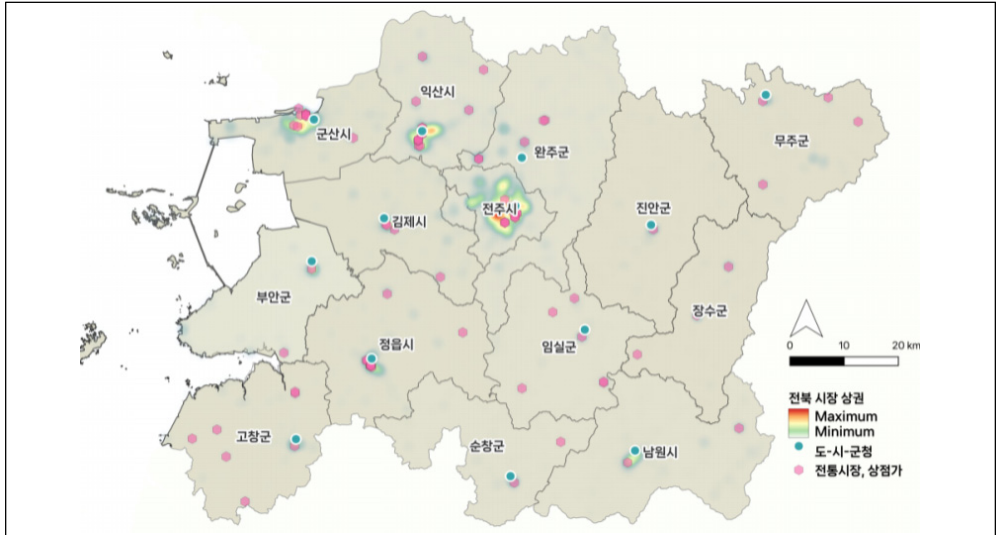 익산시
군산시
완주군
무주군
전주시
진안군
김제시
부안군
장수군
정읍시
임실군
고창군
순창군
남원시
0 10 20 km
전북 시장 상권
Maximum
Minimum
도-시-군청
전통시장, 상점가